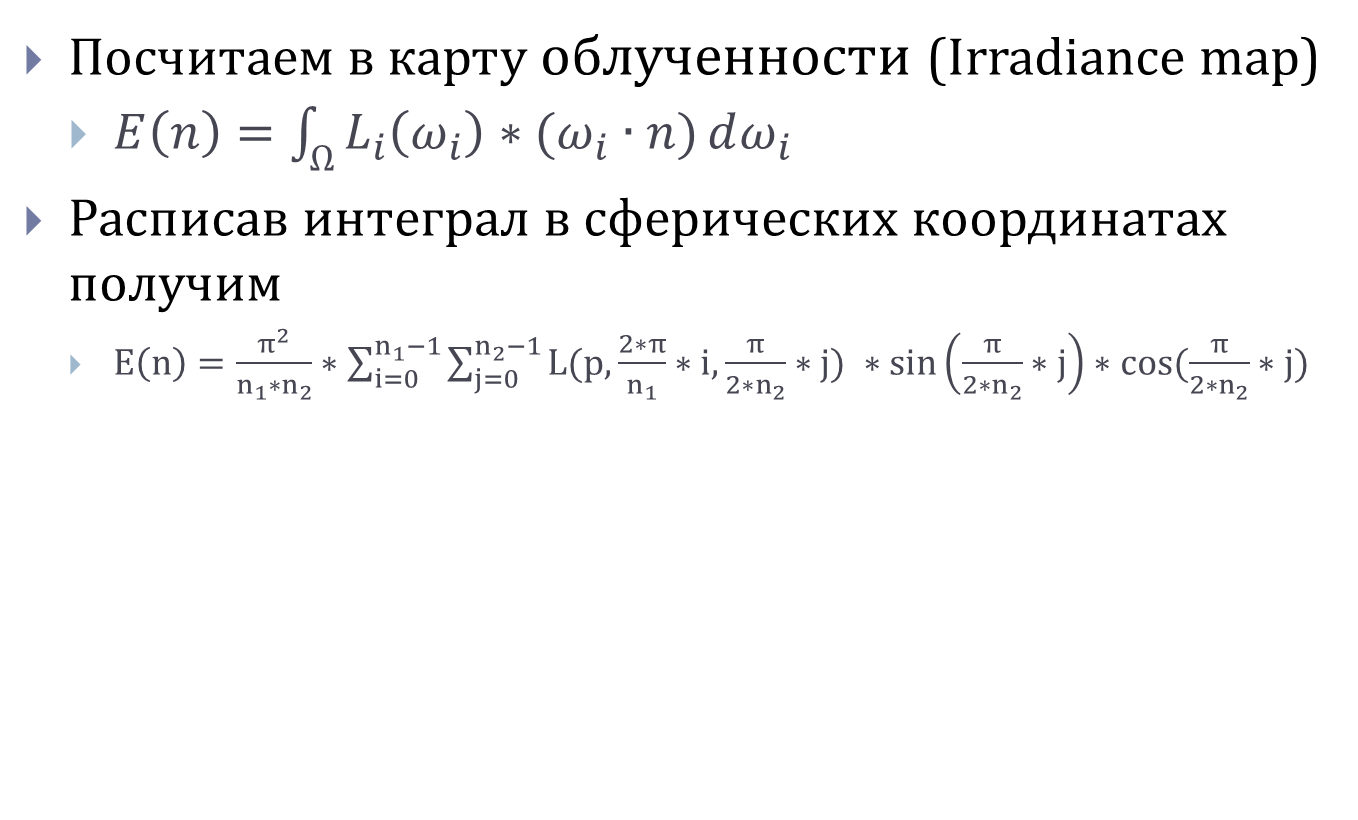 Посчитаем в карту облученности (Irradiance map)
E(n) = ∫_Ω L_i(ω_i) * (ω_i · n) dω_i
Расписав интеграл в сферических координатах
получим
E(n) = π²/(n₁*n₂) * ∑_{i=0}^{n₁−1} ∑_{j=0}^{n₂−1} L(p, 2*π/n₁ * i, π/(2*n₂) * j) * sin(π/(2*n₂) * j) * cos(π/(2*n₂) * j)